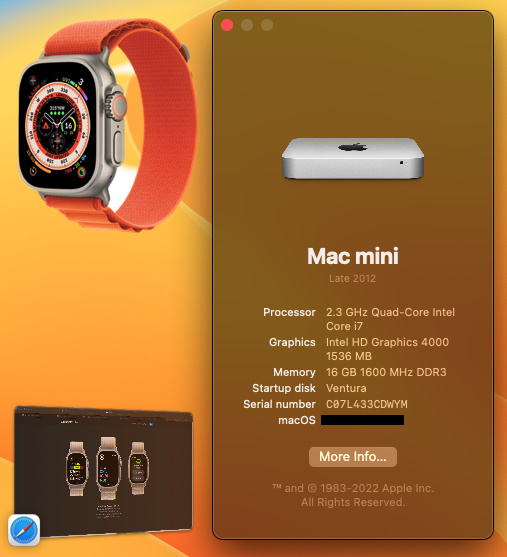 Mac mini
Late 2012
Processor 2.3 GHz Quad-Core Intel
Core i7
Graphics Intel HD Graphics 4000
1536 MB
Memory 16 GB 1600 MHz DDR3
Startup disk Ventura
Serial number C07L433CDWYM
macOS
More Info...
™ and © 1983-2022 Apple Inc.
All Rights Reserved.